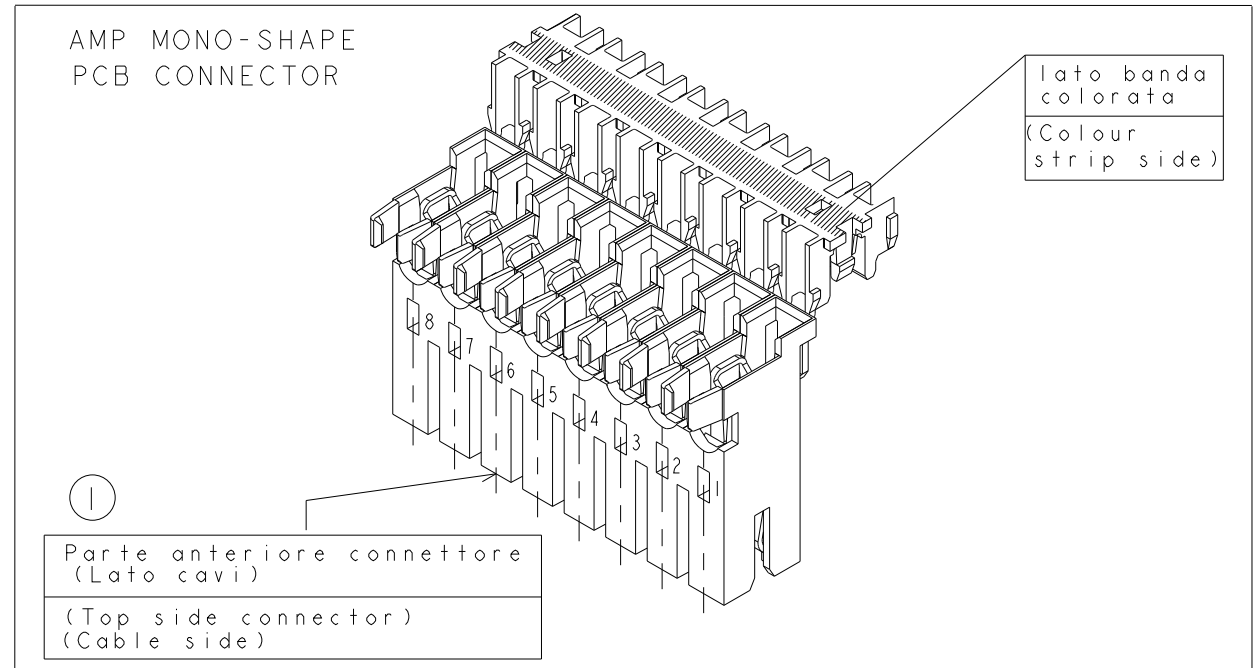 AMP MONO-SHAPE
PCB CONNECTOR
lato banda
colorata
(Colour
strip side)
8
7
6
5
4
3
2
1
1
Parte anteriore connettore
(Lato cavi)
(Top side connector)
(Cable side)